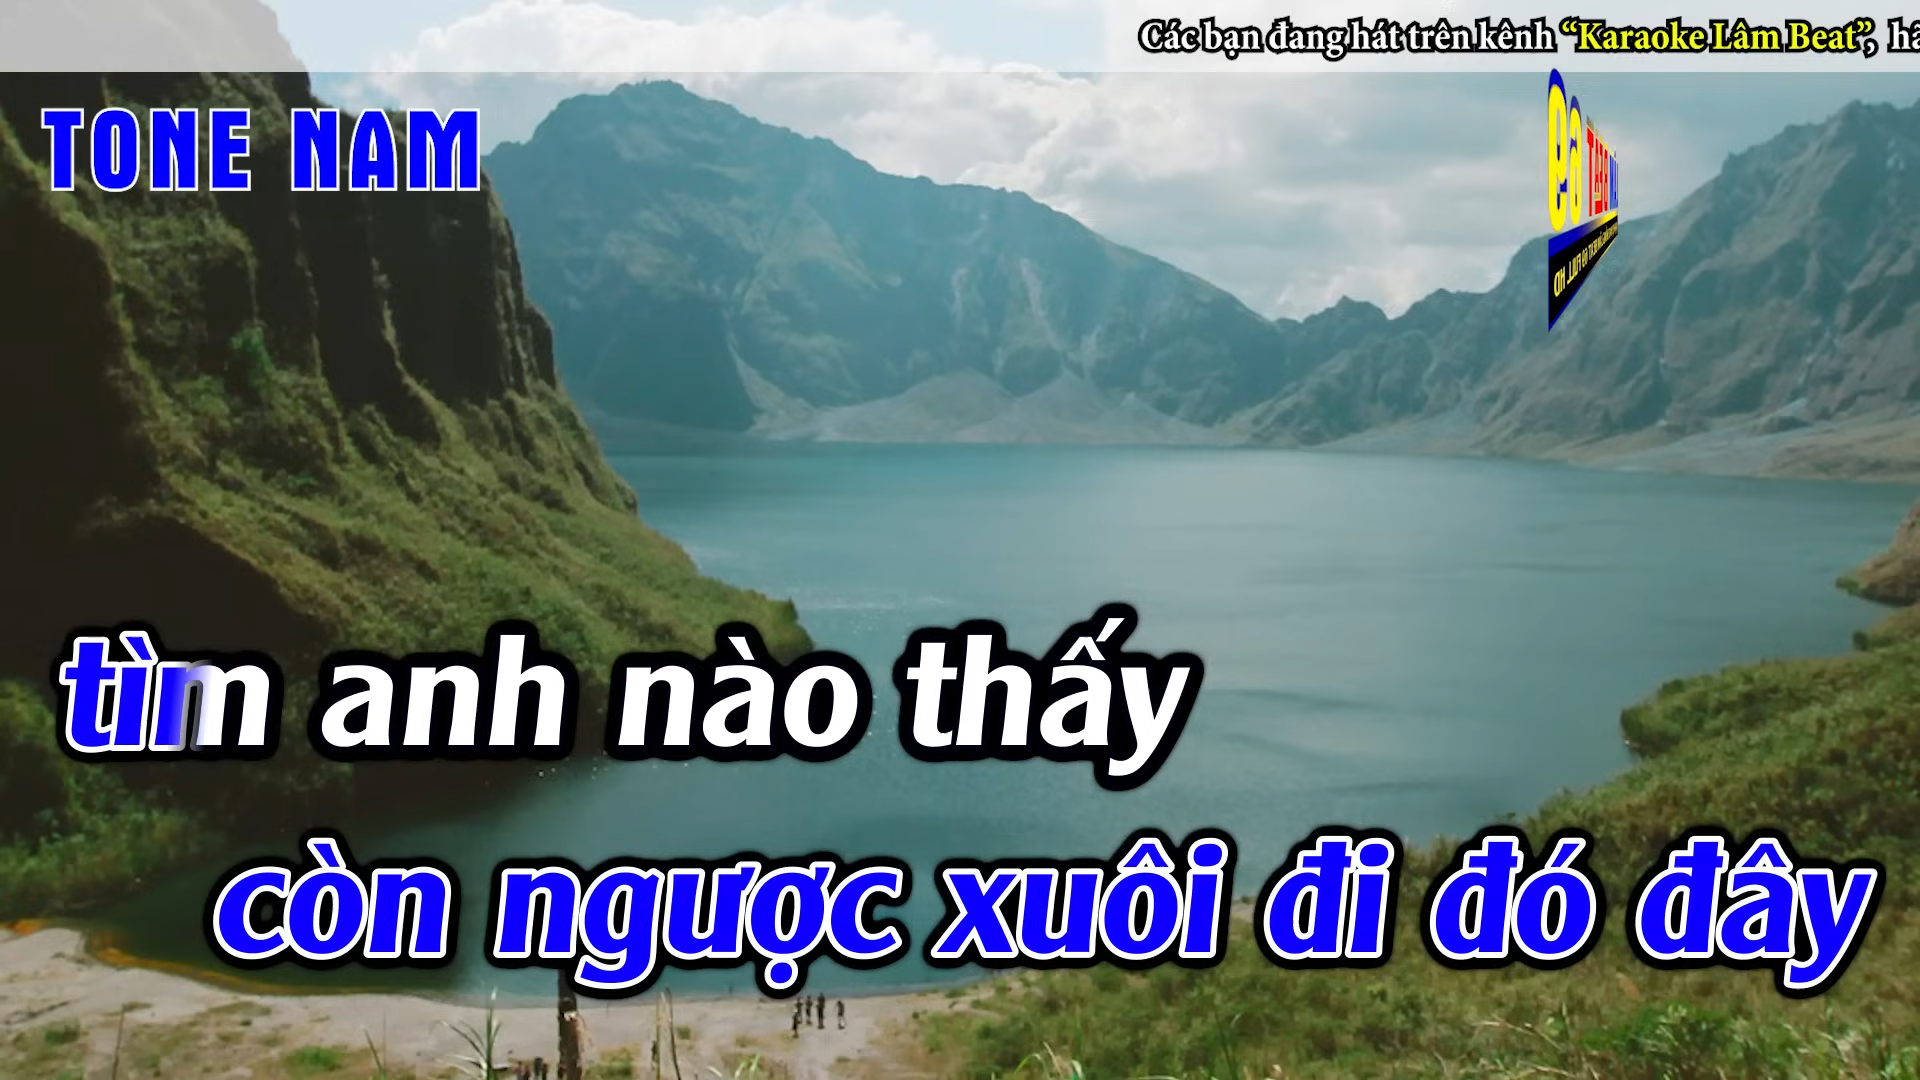 Các bạn đang hát trên kênh “Karaoke Lâm Beat”, hã
TONE NAM
tìm anh nào thấy
còn ngược xuôi đi đó đây